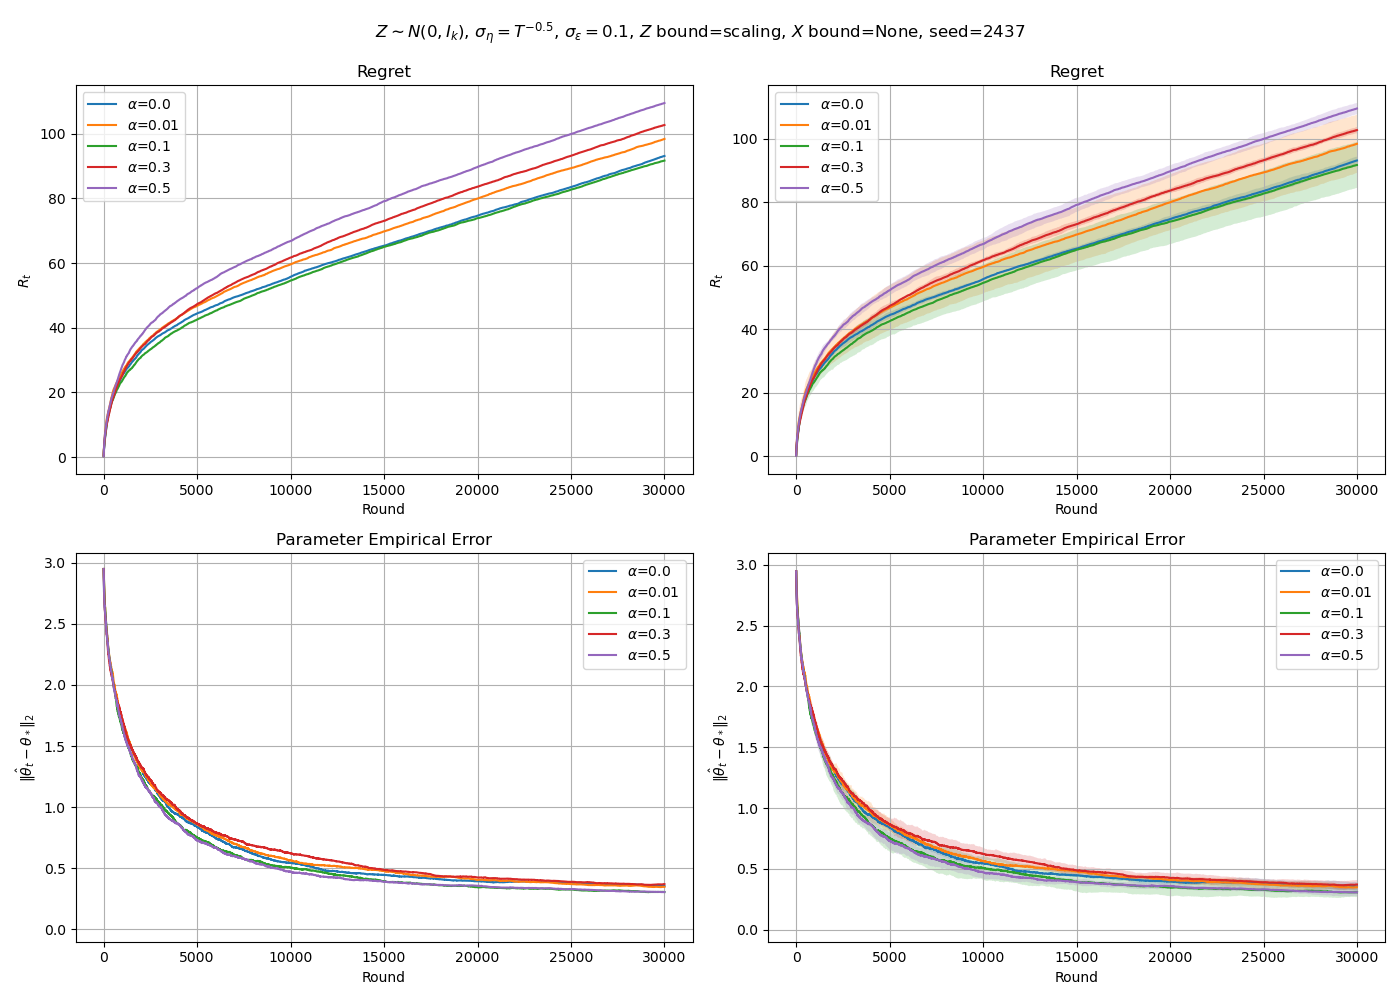 Z ∼ N(0, I_k), σ_η = T^{−0.5}, σ_ε = 0.1, Z bound=scaling, X bound=None, seed=2437
Regret
R_t
100
80
60
40
20
0
α=0.0
α=0.01
α=0.1
α=0.3
α=0.5
0 5000 10000 15000 20000 25000 30000
Round
Regret
R_t
100
80
60
40
20
0
α=0.0
α=0.01
α=0.1
α=0.3
α=0.5
0 5000 10000 15000 20000 25000 30000
Round
Parameter Empirical Error
‖θ̂_t − θ_*‖_2
3.0
2.5
2.0
1.5
1.0
0.5
0.0
α=0.0
α=0.01
α=0.1
α=0.3
α=0.5
0 5000 10000 15000 20000 25000 30000
Round
Parameter Empirical Error
‖θ̂_t − θ_*‖_2
3.0
2.5
2.0
1.5
1.0
0.5
0.0
α=0.0
α=0.01
α=0.1
α=0.3
α=0.5
0 5000 10000 15000 20000 25000 30000
Round